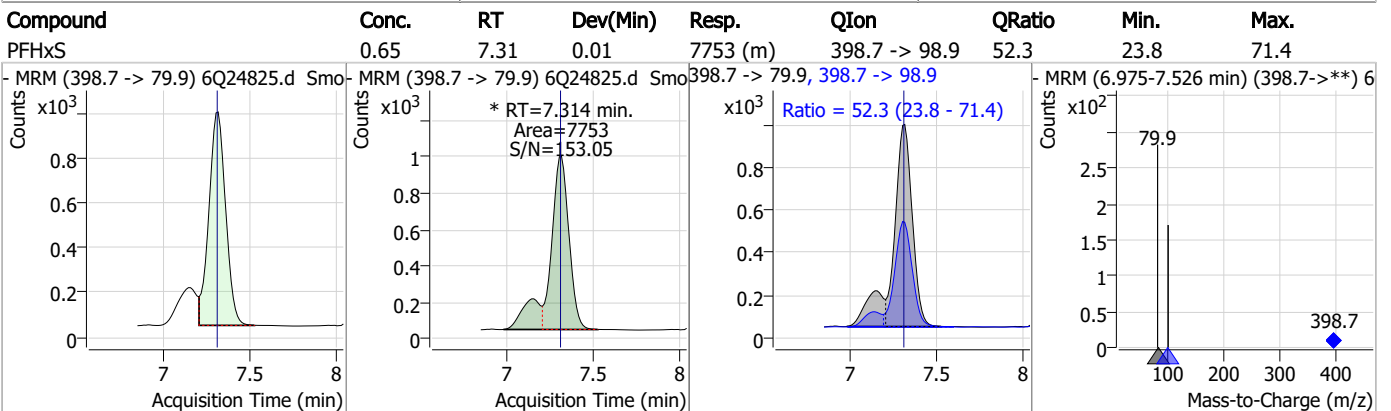 Compound Conc. RT Dev(Min) Resp. QIon QRatio Min. Max.
PFHxS 0.65 7.31 0.01 7753 (m) 398.7 -> 98.9 52.3 23.8 71.4
- MRM (398.7 -> 79.9) 6Q24825.d Smo
Counts
x10³
0.8
0.6
0.4
0.2
0
7 7.5 8
Acquisition Time (min)
- MRM (398.7 -> 79.9) 6Q24825.d Smo
Counts
x10³
* RT=7.314 min.
Area=7753
S/N=153.05
1
0.8
0.6
0.4
0.2
0
7 7.5 8
Acquisition Time (min)
398.7 -> 79.9, 398.7 -> 98.9
Counts
x10³
Ratio = 52.3 (23.8 - 71.4)
0.8
0.6
0.4
0.2
0
7 7.5 8
Acquisition Time (min)
- MRM (6.975-7.526 min) (398.7->**) 6
Counts
x10²
79.9
2.5
2
1.5
1
0.5
0
398.7
100 200 300 400
Mass-to-Charge (m/z)